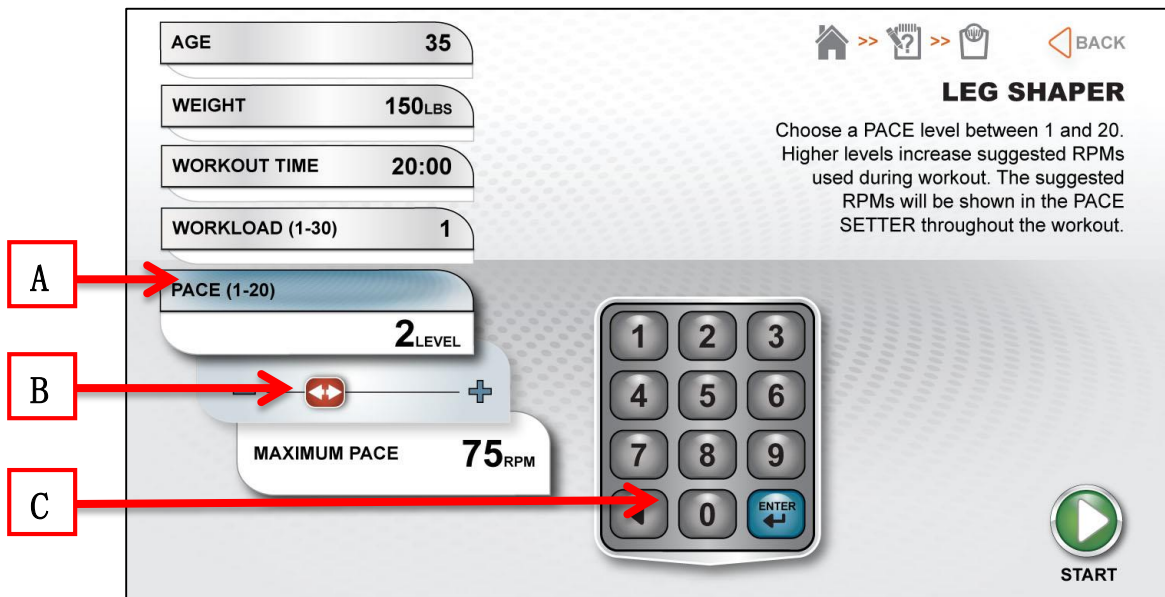 AGE 35
>> >> BACK
WEIGHT 150LBS
LEG SHAPER
Choose a PACE level between 1 and 20.
Higher levels increase suggested RPMs
used during workout. The suggested
RPMs will be shown in the PACE
SETTER throughout the workout.
WORKOUT TIME 20:00
WORKLOAD (1-30) 1
A
PACE (1-20)
2LEVEL
B
- +
MAXIMUM PACE 75RPM
C
1 2 3
4 5 6
7 8 9
0 ENTER
START